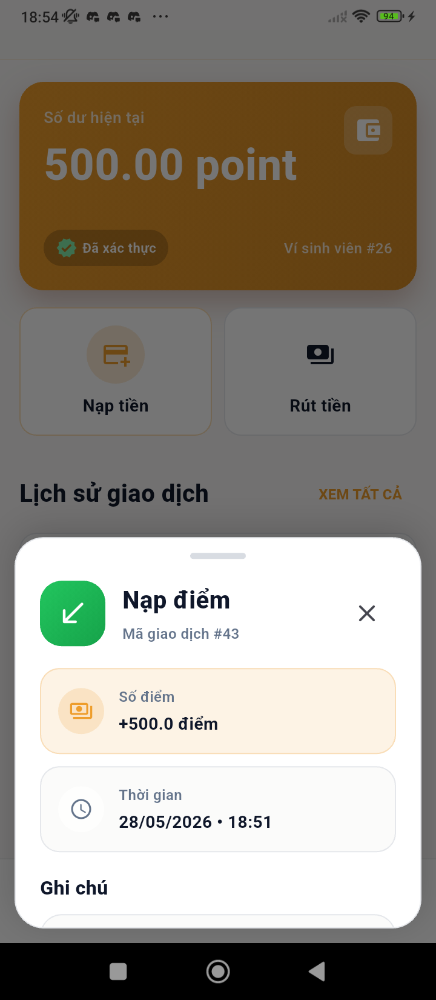 18:54
94
Số dư hiện tại
500.00 point
Đã xác thực
Ví sinh viên #26
Nạp tiền
Rút tiền
Lịch sử giao dịch
XEM TẤT CẢ
Nạp điểm
Mã giao dịch #43
Số điểm
+500.0 điểm
Thời gian
28/05/2026 • 18:51
Ghi chú